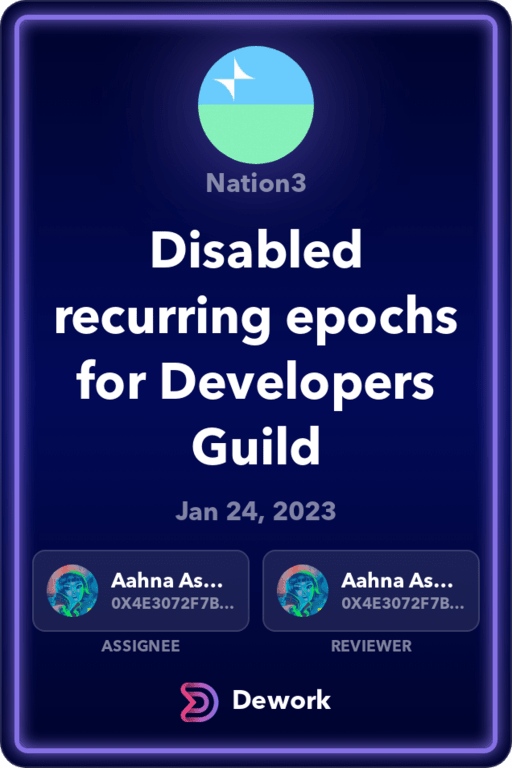 Nation3
Disabled
recurring epochs
for Developers
Guild
Jan 24, 2023
Aahna As...
0X4E3072F7B...
ASSIGNEE
Aahna As...
0X4E3072F7B...
REVIEWER
Dework